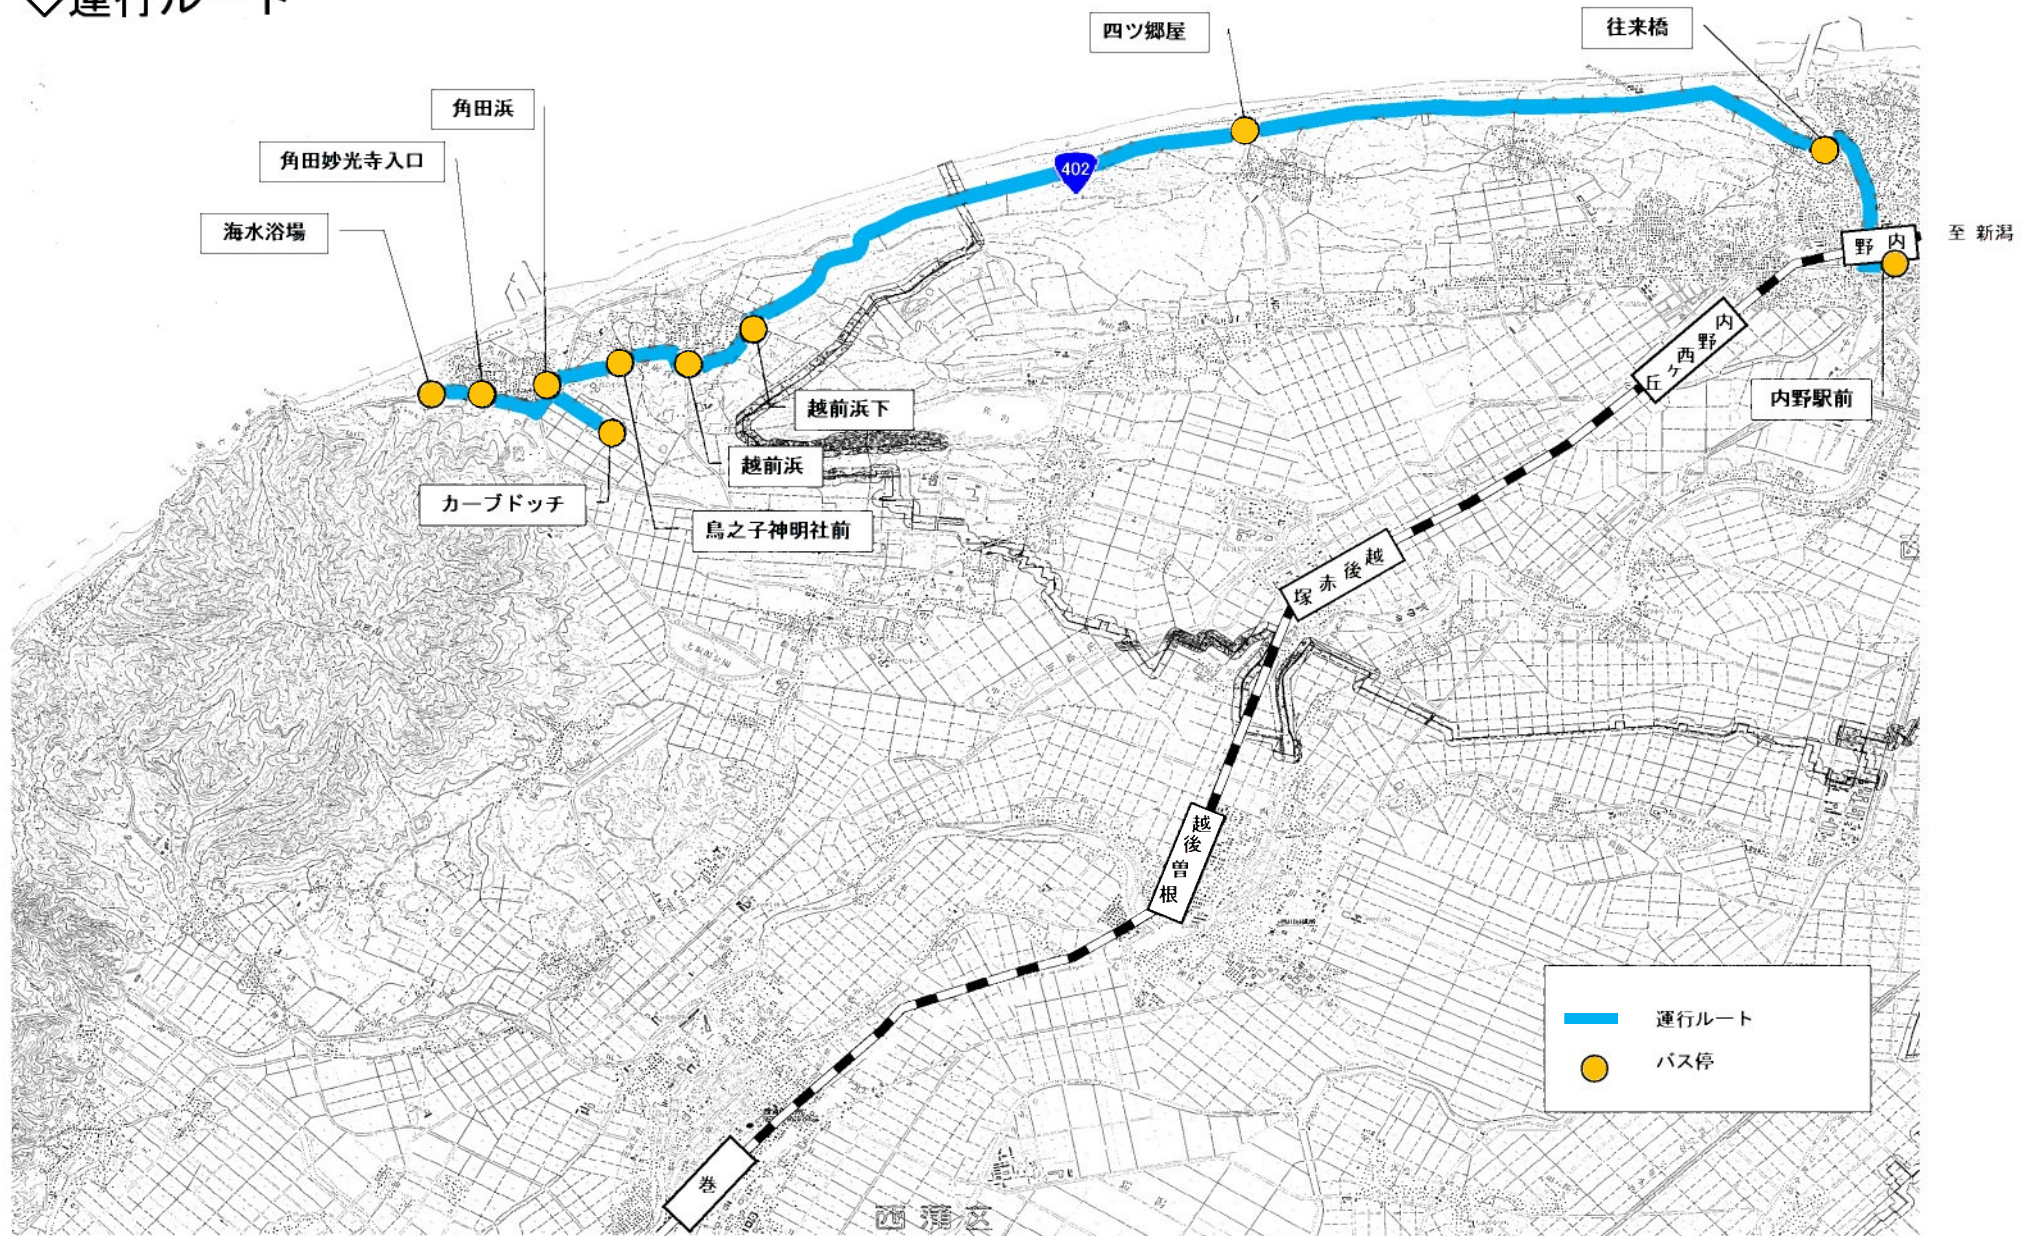 ◇運行ルート
四ツ郷屋
往来橋
角田浜
角田妙光寺入口
海水浴場
402
内野
至 新潟
内野西ヶ丘
内野駅前
越前浜下
越前浜
カーブドッチ
鳥之子神明社前
越後赤塚
越後曽根
運行ルート
バス停
巻
西蒲区